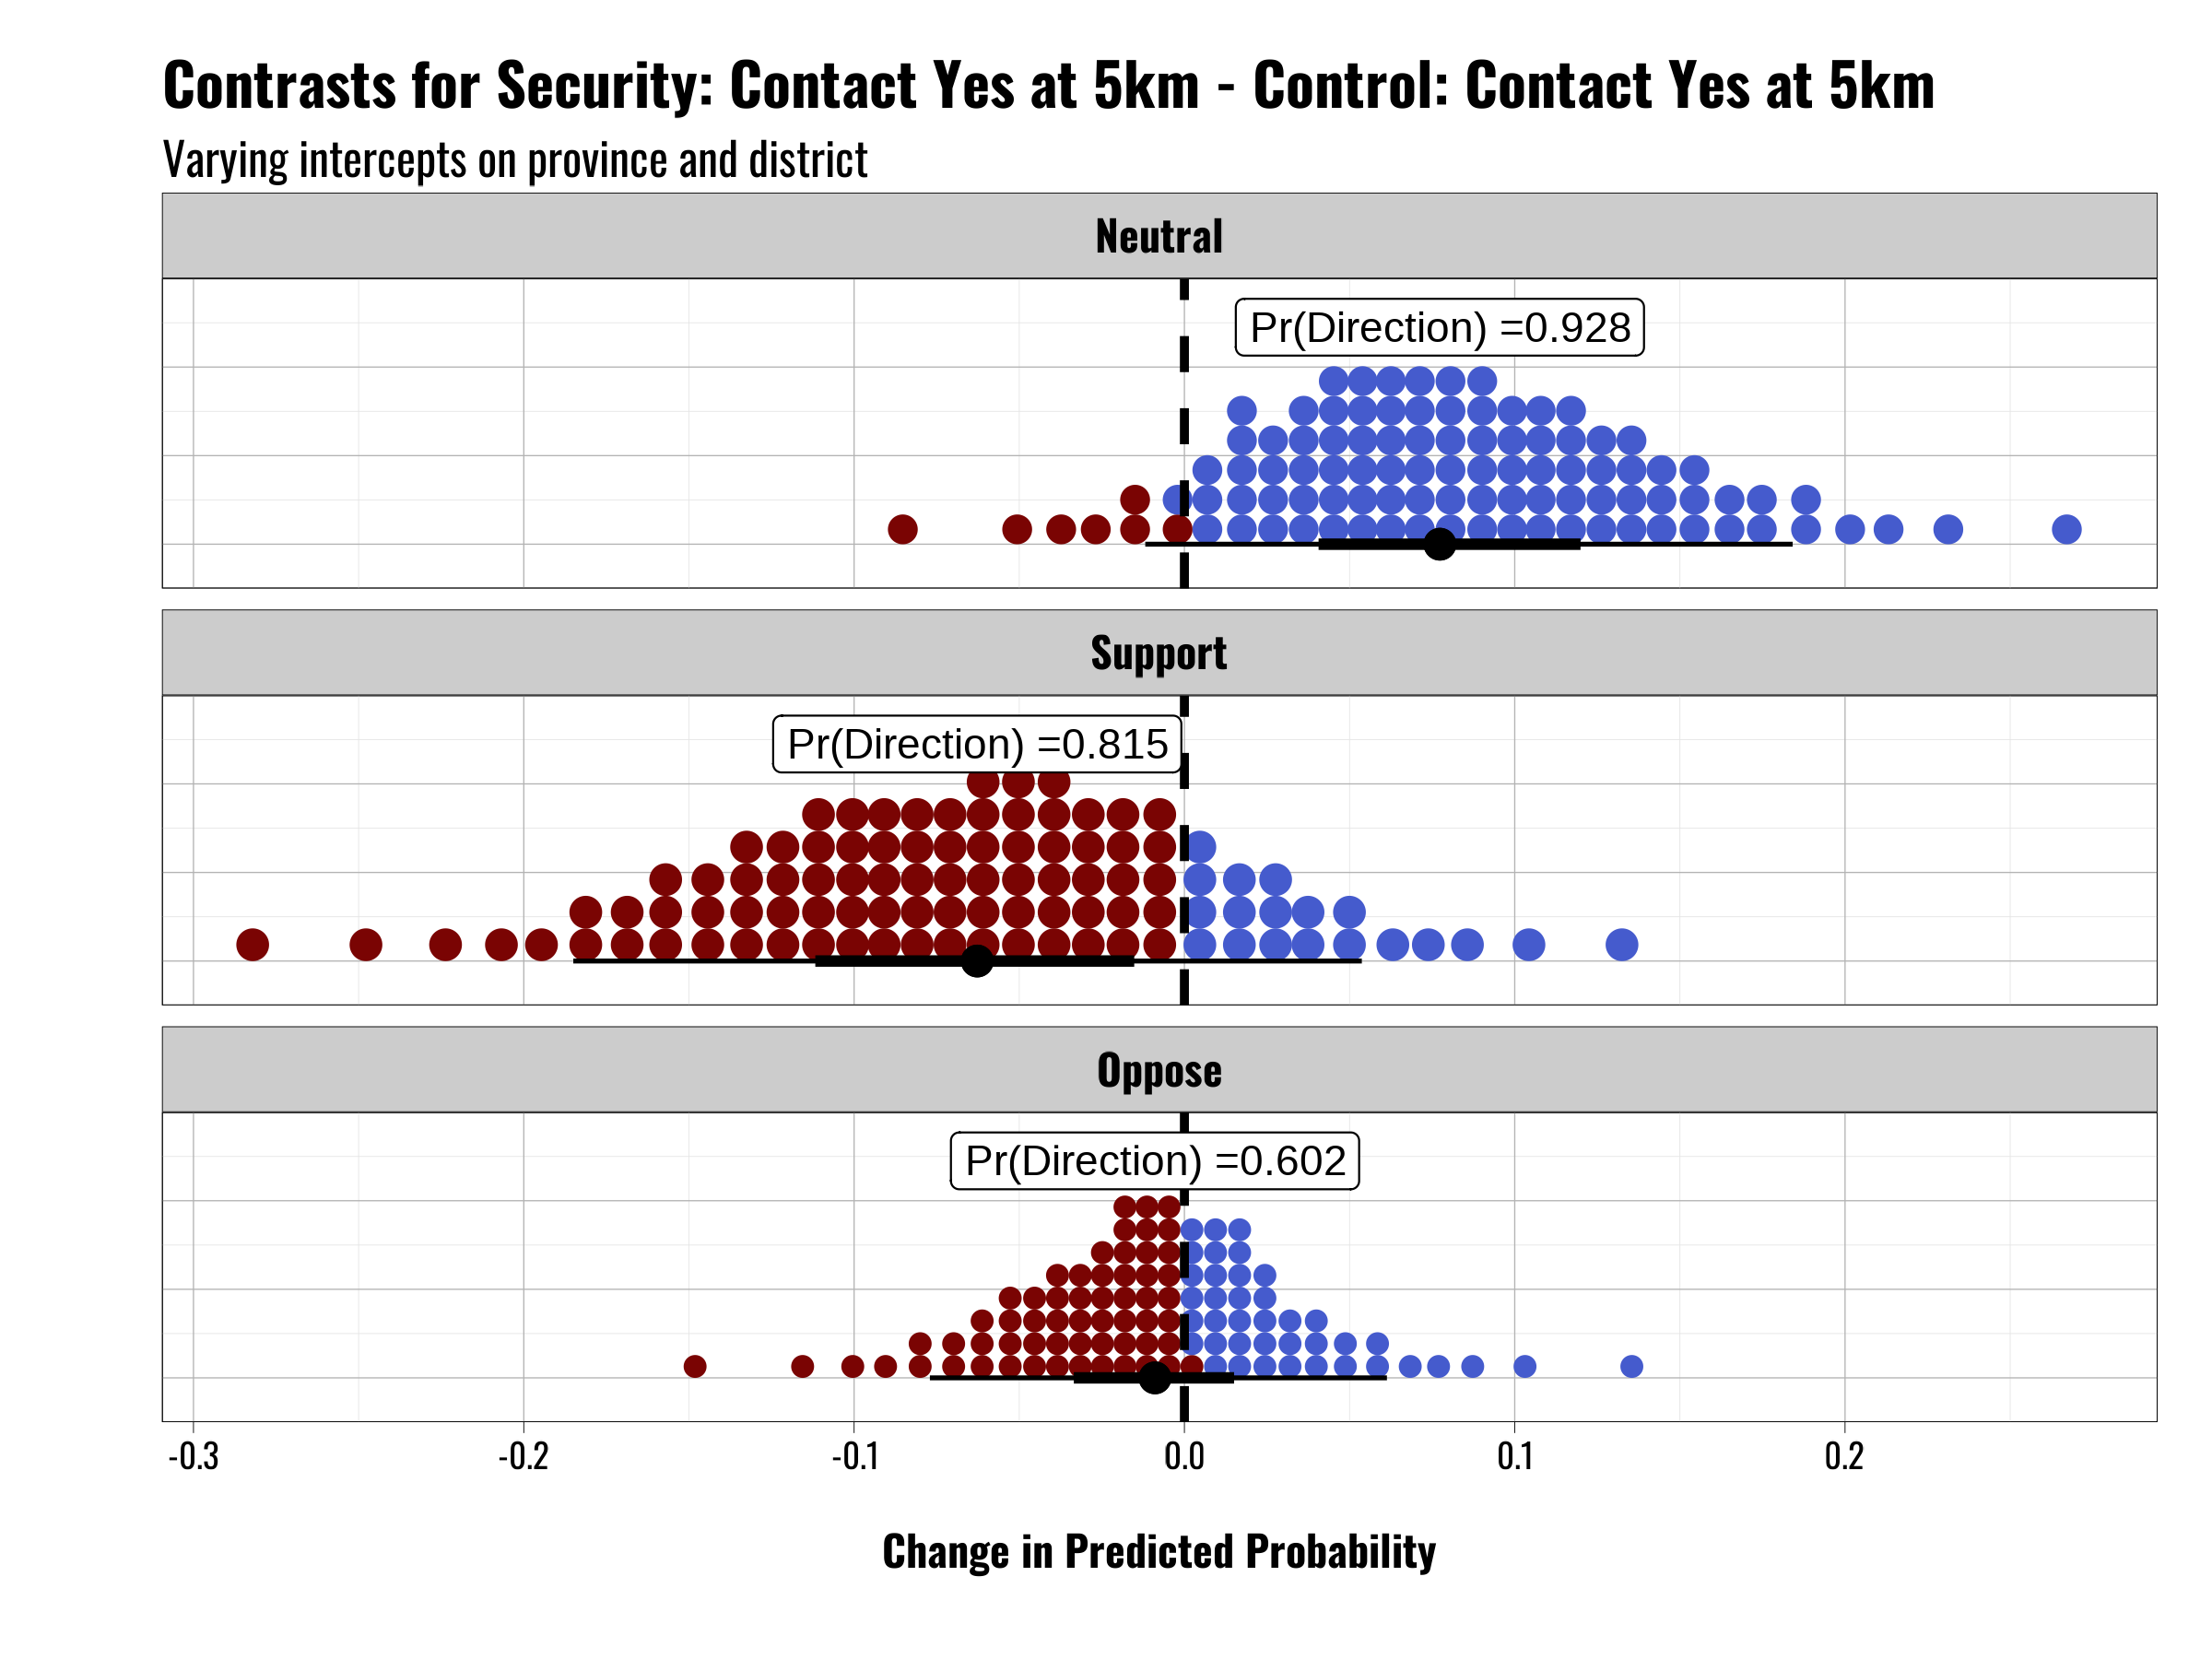 Contrasts for Security: Contact Yes at 5km - Control: Contact Yes at 5km
Varying intercepts on province and district
Neutral
Pr(Direction) =0.928
Support
Pr(Direction) =0.815
Oppose
Pr(Direction) =0.602
-0.3 -0.2 -0.1 0.0 0.1 0.2
Change in Predicted Probability